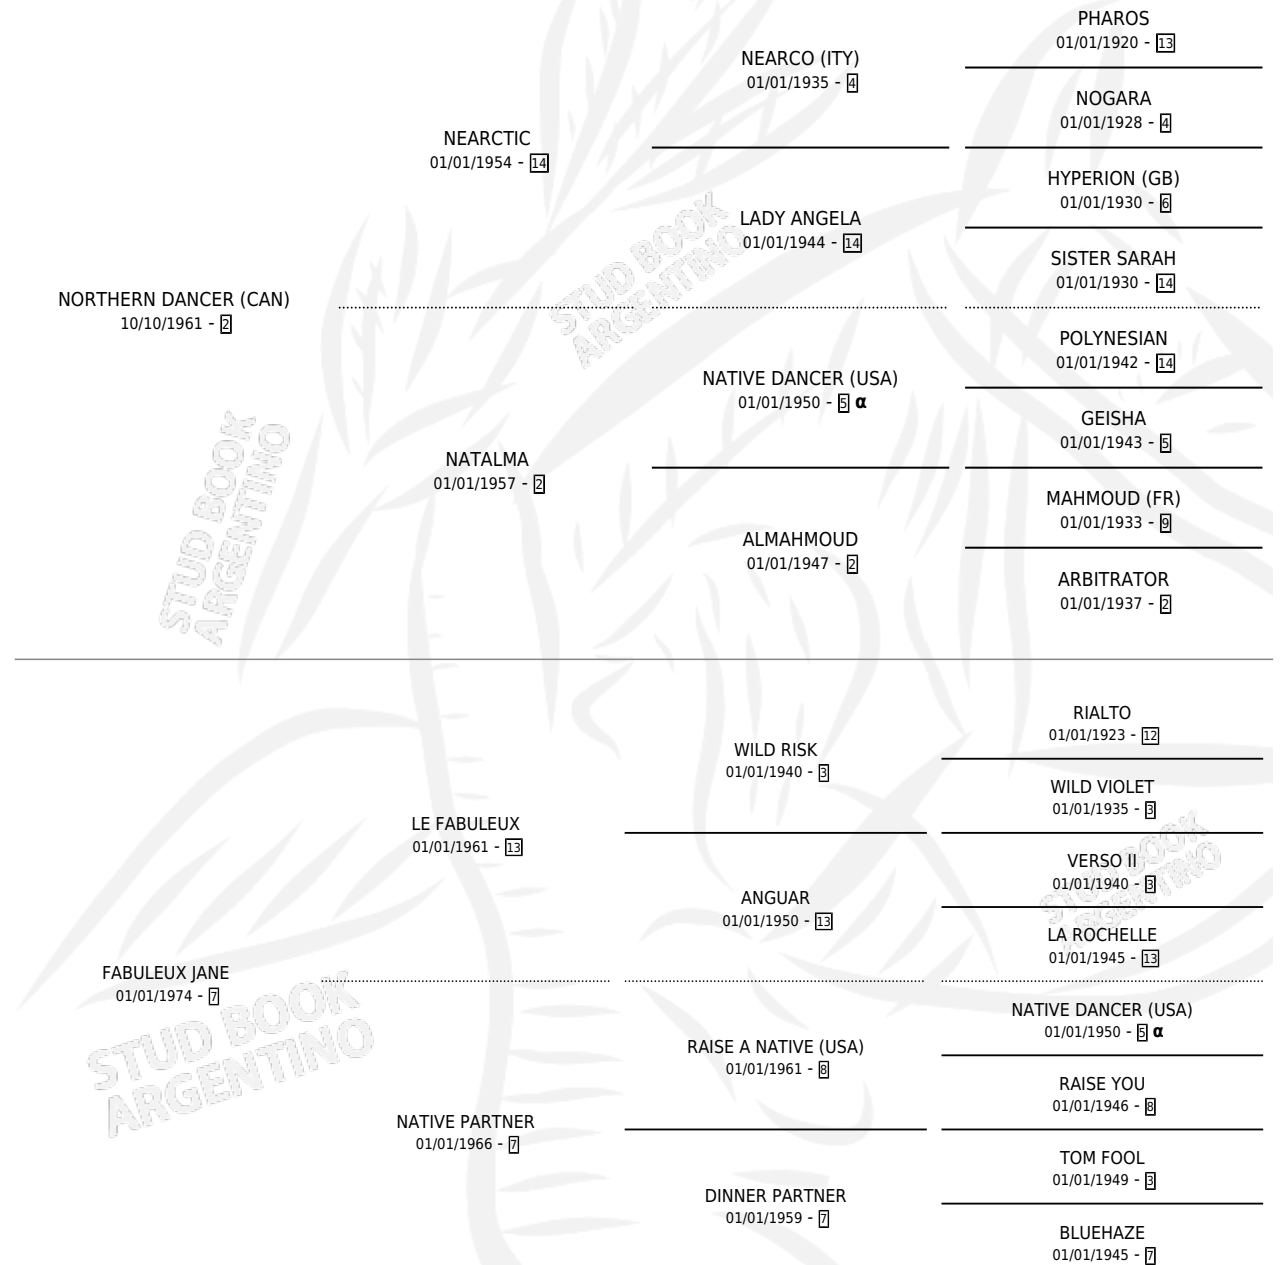 PHAROS
01/01/1920 - 13
NEARCO (ITY)
01/01/1935 - 4
NOGARA
01/01/1928 - 4
NEARCTIC
01/01/1954 - 14
HYPERION (GB)
01/01/1930 - 6
LADY ANGELA
01/01/1944 - 14
SISTER SARAH
01/01/1930 - 14
STUD BOOK
ARGENTINO
NORTHERN DANCER (CAN)
10/10/1961 - 2
POLYNESIAN
01/01/1942 - 14
NATIVE DANCER (USA)
01/01/1950 - 5 α
GEISHA
01/01/1943 - 5
NATALMA
01/01/1957 - 2
MAHMOUD (FR)
01/01/1933 - 9
ALMAHMOUD
01/01/1947 - 2
ARBITRATOR
01/01/1937 - 2
STUD BOOK
ARGENTINO
RIALTO
01/01/1923 - 12
WILD RISK
01/01/1940 - 3
WILD VIOLET
01/01/1935 - 3
LE FABULEUX
01/01/1961 - 13
VERSO II
01/01/1940 - 3
ANGUAR
01/01/1950 - 13
LA ROCHELLE
01/01/1945 - 13
STUD BOOK
ARGENTINO
FABULEUX JANE
01/01/1974 - 7
NATIVE DANCER (USA)
01/01/1950 - 5 α
RAISE A NATIVE (USA)
01/01/1961 - 8
RAISE YOU
01/01/1946 - 8
STUD BOOK
ARGENTINO
NATIVE PARTNER
01/01/1966 - 7
TOM FOOL
01/01/1949 - 3
DINNER PARTNER
01/01/1959 - 7
BLUEHAZE
01/01/1945 - 7